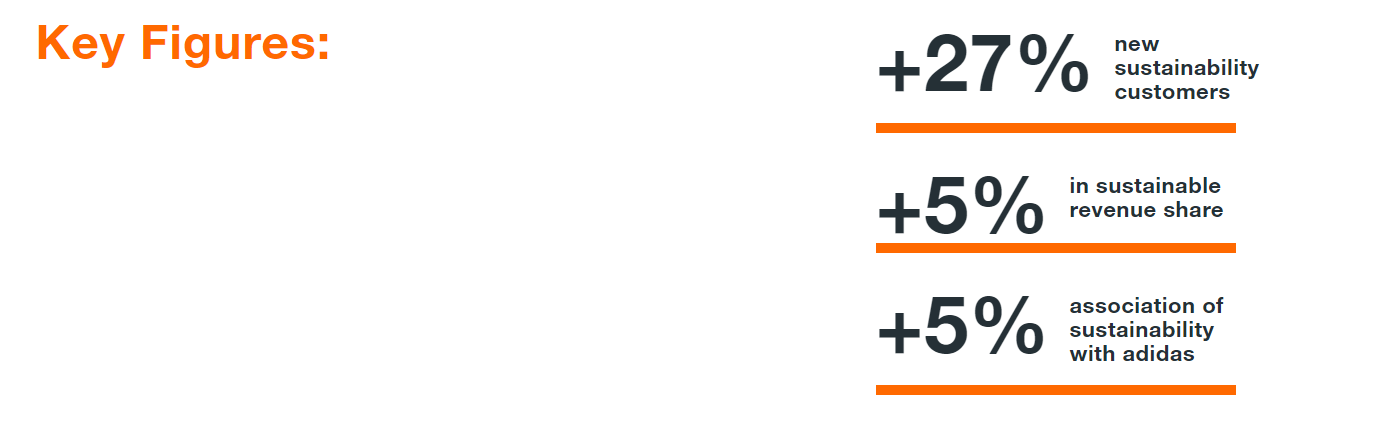 Key Figures:
+27%
new
sustainability
customers
+5%
in sustainable
revenue share
+5%
association of
sustainability
with adidas